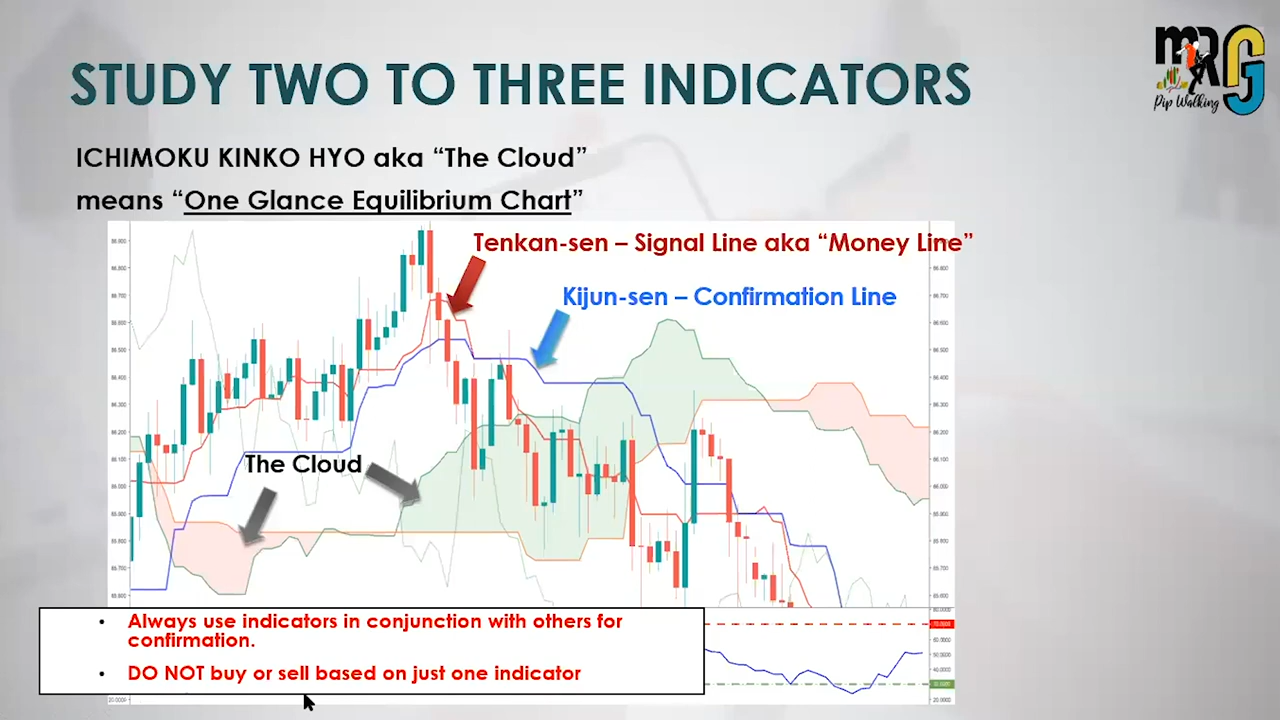 STUDY TWO TO THREE INDICATORS
MR G
Pip Walking
ICHIMOKU KINKO HYO aka “The Cloud”
means “One Glance Equilibrium Chart”
Tenkan-sen – Signal Line aka “Money Line”
Kijun-sen – Confirmation Line
The Cloud
• Always use indicators in conjunction with others for
confirmation.
• DO NOT buy or sell based on just one indicator